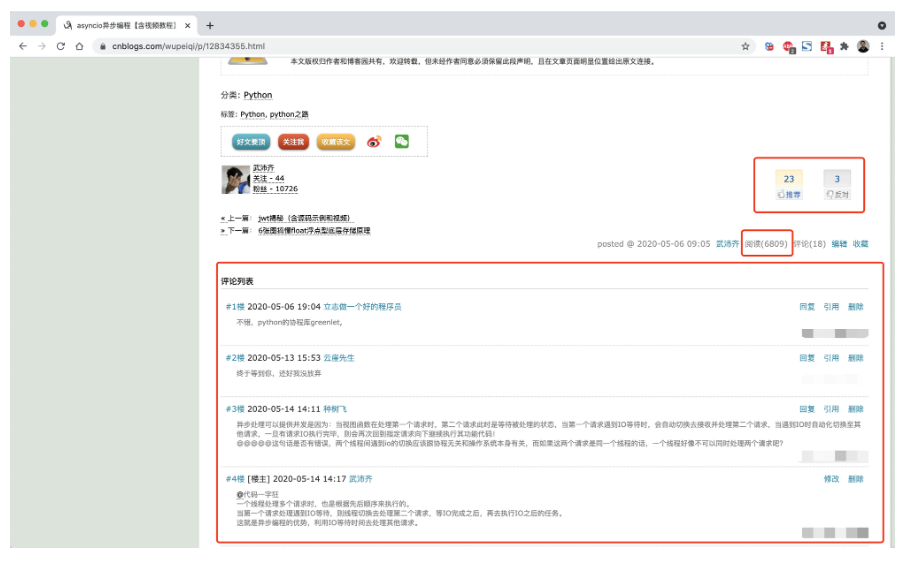 asyncio异步编程【含视频教程】
cnblogs.com/wupeiqi/p/12834355.html
本文版权归作者和博客园共有，欢迎转载，但未经作者同意必须保留此段声明，且在文章页面明显位置给出原文连接。
分类: Python
标签: Python, python之路
好文要顶 关注我 收藏该文
武沛齐
关注 - 44
粉丝 - 10726
23 3
推荐 反对
« 上一篇: jwt揭秘（含源码示例和视频）
» 下一篇: 6张图搞懂float浮点型底层存储原理
posted @ 2020-05-06 09:05 武沛齐 阅读(6809) 评论(18) 编辑 收藏
评论列表
#1楼 2020-05-06 19:04 立志做一个好的程序员 回复 引用 删除
不错，python的协程库greenlet。
#2楼 2020-05-13 15:53 云崖先生 回复 引用 删除
终于等到你，还好我没放弃
#3楼 2020-05-14 14:11 种树飞 回复 引用 删除
异步处理可以提供并发是因为：当视图函数在处理第一个请求时，第二个请求此时是等待被处理的状态，当第一个请求遇到IO等待时，会自动切换去接收并处理第二个请求，当遇到IO时自动化切换至其
他请求，一旦有请求IO执行完毕，则会再次回到指定请求向下继续执行其功能代码！
@@@@@这句话是否有错误，两个线程间遇到io的切换应该跟协程无关和操作系统本身有关，而如果这两个请求是同一个线程的话，一个线程好像不可以同时处理两个请求吧?
#4楼 [楼主] 2020-05-14 14:17 武沛齐 修改 删除
@代码一字狂
一个线程处理多个请求时，也是根据先后顺序来执行的。
当第一个请求处理遇到IO等待，则线程切换去处理第二个请求，等IO完成之后，再去执行IO之后的任务。
这就是异步编程的优势，利用IO等待时间去处理其他请求。